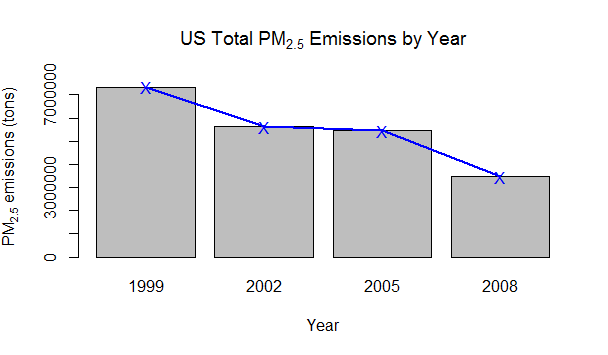 US Total PM2.5 Emissions by Year
PM2.5 emissions (tons)
7000000
3000000
0
1999 2002 2005 2008
Year